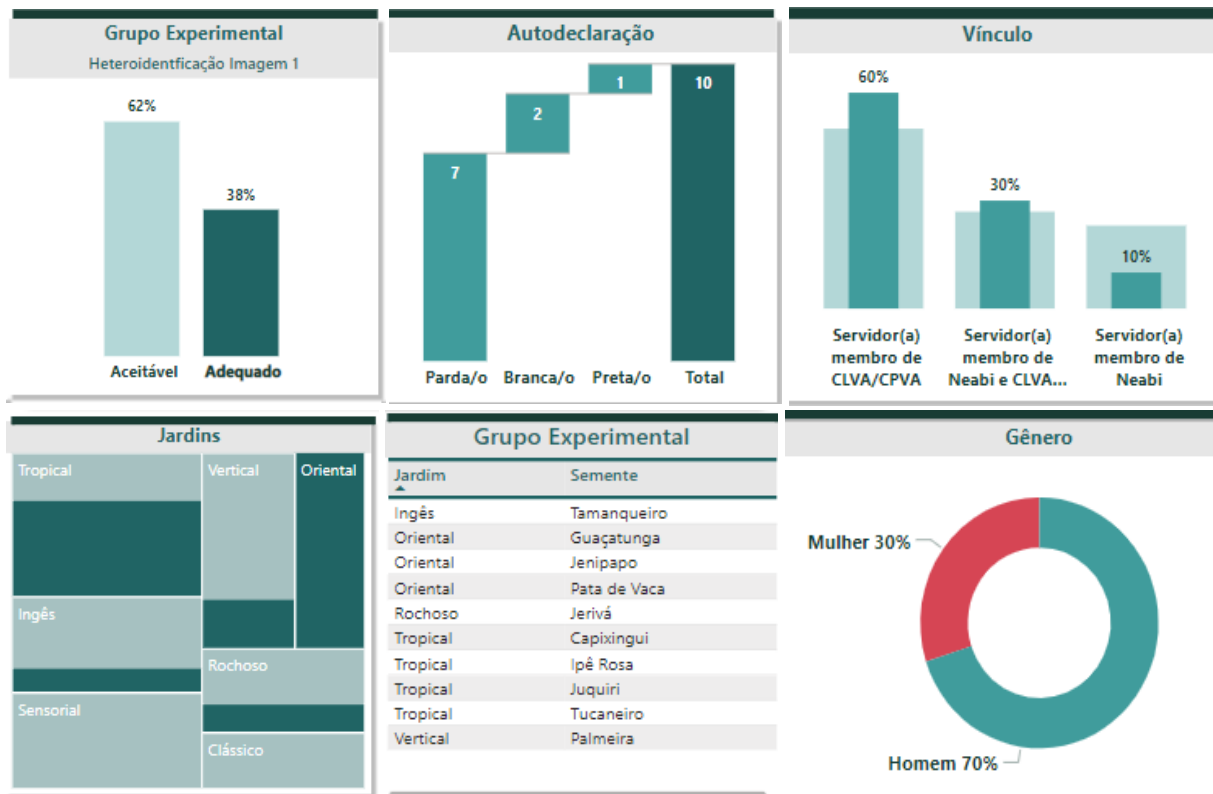 Grupo Experimental
Heteroidentficação Imagem 1
62%
38%
Aceitável
Adequado
Autodeclaração
7
2
1
10
Parda/o Branca/o Preta/o Total
Vínculo
60%
30%
10%
Servidor(a) membro de CLVA/CPVA
Servidor(a) membro de Neabi e CLVA...
Servidor(a) membro de Neabi
Jardins
Tropical
Vertical
Oriental
Ingês
Rochoso
Sensorial
Clássico
Grupo Experimental
Jardim Semente
Ingês Tamanqueiro
Oriental Guaçatunga
Oriental Jenipapo
Oriental Pata de Vaca
Rochoso Jerivá
Tropical Capixingui
Tropical Ipê Rosa
Tropical Juquiri
Tropical Tucaneiro
Vertical Palmeira
Gênero
Mulher 30%
Homem 70%